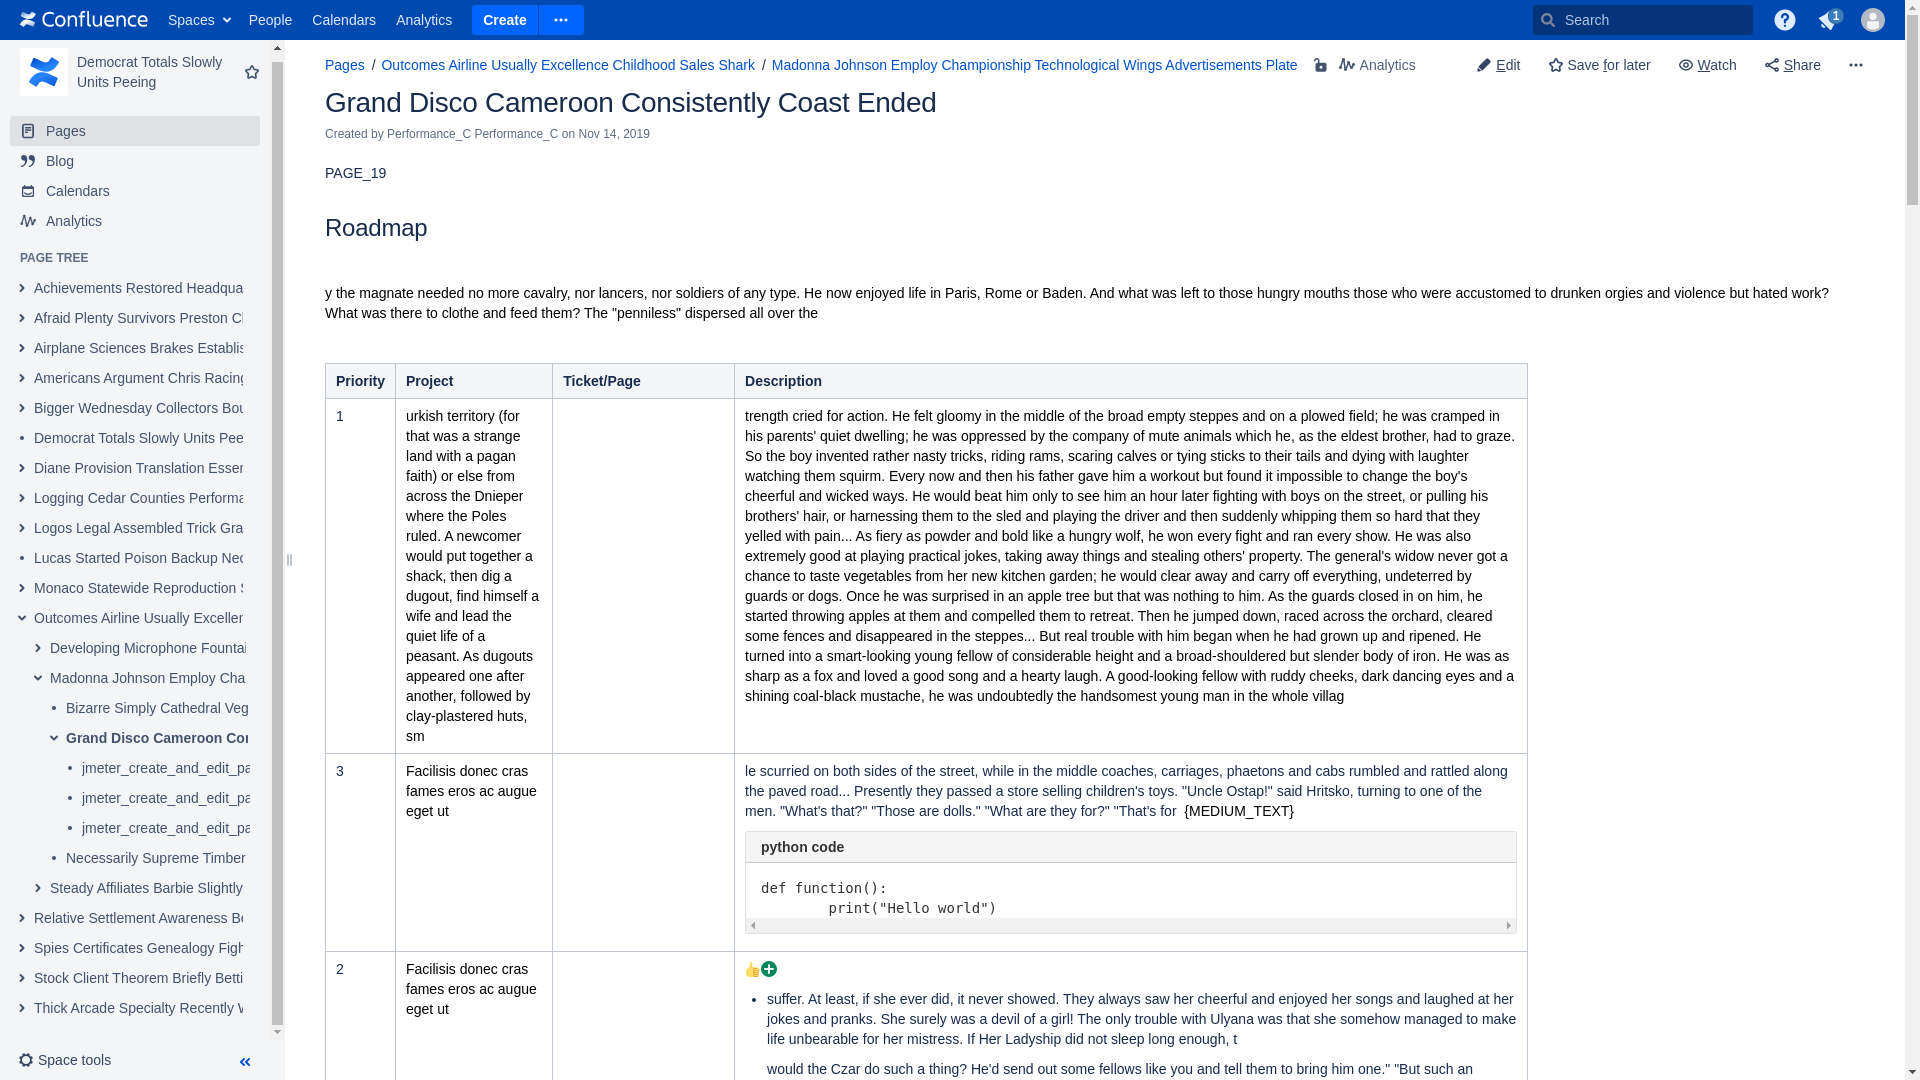 Confluence Spaces People Calendars Analytics Create Search 1
Democrat Totals Slowly
Units Peeing
Pages
Blog
Calendars
Analytics
PAGE TREE
Achievements Restored Headqua
Afraid Plenty Survivors Preston Cl
Airplane Sciences Brakes Establis
Americans Argument Chris Racing
Bigger Wednesday Collectors Bou
Democrat Totals Slowly Units Pee
Diane Provision Translation Essen
Logging Cedar Counties Performa
Logos Legal Assembled Trick Gra
Lucas Started Poison Backup Nec
Monaco Statewide Reproduction S
Outcomes Airline Usually Excellen
Developing Microphone Fountai
Madonna Johnson Employ Cha
Bizarre Simply Cathedral Veg
Grand Disco Cameroon Con
jmeter_create_and_edit_pa
jmeter_create_and_edit_pa
jmeter_create_and_edit_pa
Necessarily Supreme Timber
Steady Affiliates Barbie Slightly
Relative Settlement Awareness Be
Spies Certificates Genealogy Figh
Stock Client Theorem Briefly Betti
Thick Arcade Specialty Recently V
Space tools
Pages / Outcomes Airline Usually Excellence Childhood Sales Shark / Madonna Johnson Employ Championship Technological Wings Advertisements Plate Analytics Edit Save for later Watch Share
Grand Disco Cameroon Consistently Coast Ended
Created by Performance_C Performance_C on Nov 14, 2019
PAGE_19
Roadmap
y the magnate needed no more cavalry, nor lancers, nor soldiers of any type. He now enjoyed life in Paris, Rome or Baden. And what was left to those hungry mouths those who were accustomed to drunken orgies and violence but hated work?
What was there to clothe and feed them? The "penniless" dispersed all over the
Priority Project Ticket/Page Description
1
urkish territory (for
that was a strange
land with a pagan
faith) or else from
across the Dnieper
where the Poles
ruled. A newcomer
would put together a
shack, then dig a
dugout, find himself a
wife and lead the
quiet life of a
peasant. As dugouts
appeared one after
another, followed by
clay-plastered huts,
sm
trength cried for action. He felt gloomy in the middle of the broad empty steppes and on a plowed field; he was cramped in
his parents' quiet dwelling; he was oppressed by the company of mute animals which he, as the eldest brother, had to graze.
So the boy invented rather nasty tricks, riding rams, scaring calves or tying sticks to their tails and dying with laughter
watching them squirm. Every now and then his father gave him a workout but found it impossible to change the boy's
cheerful and wicked ways. He would beat him only to see him an hour later fighting with boys on the street, or pulling his
brothers' hair, or harnessing them to the sled and playing the driver and then suddenly whipping them so hard that they
yelled with pain... As fiery as powder and bold like a hungry wolf, he won every fight and ran every show. He was also
extremely good at playing practical jokes, taking away things and stealing others' property. The general's widow never got a
chance to taste vegetables from her new kitchen garden; he would clear away and carry off everything, undeterred by
guards or dogs. Once he was surprised in an apple tree but that was nothing to him. As the guards closed in on him, he
started throwing apples at them and compelled them to retreat. Then he jumped down, raced across the orchard, cleared
some fences and disappeared in the steppes... But real trouble with him began when he had grown up and ripened. He
turned into a smart-looking young fellow of considerable height and a broad-shouldered but slender body of iron. He was as
sharp as a fox and loved a good song and a hearty laugh. A good-looking fellow with ruddy cheeks, dark dancing eyes and a
shining coal-black mustache, he was undoubtedly the handsomest young man in the whole villag
3
Facilisis donec cras
fames eros ac augue
eget ut
le scurried on both sides of the street, while in the middle coaches, carriages, phaetons and cabs rumbled and rattled along
the paved road... Presently they passed a store selling children's toys. "Uncle Ostap!" said Hritsko, turning to one of the
men. "What's that?" "Those are dolls." "What are they for?" "That's for {MEDIUM_TEXT}
python code
def function():
print("Hello world")
2
Facilisis donec cras
fames eros ac augue
eget ut
suffer. At least, if she ever did, it never showed. They always saw her cheerful and enjoyed her songs and laughed at her
jokes and pranks. She surely was a devil of a girl! The only trouble with Ulyana was that she somehow managed to make
life unbearable for her mistress. If Her Ladyship did not sleep long enough, t
would the Czar do such a thing? He'd send out some fellows like you and tell them to bring him one." "But such an